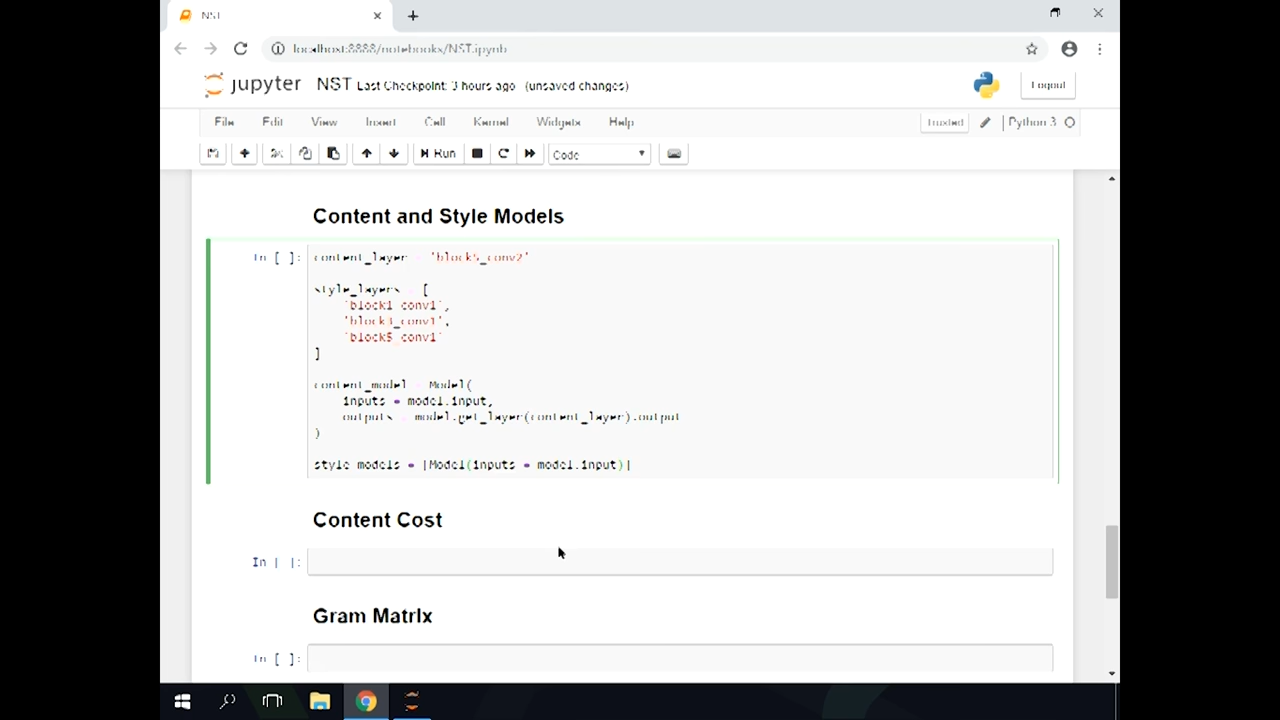 NST
localhost:8888/notebooks/NST.ipynb
jupyter NST Last Checkpoint: 3 hours ago (unsaved changes)
Logout
File Edit View Insert Cell Kernel Widgets Help
Trusted Python 3
Run Code
Content and Style Models
In [ ]: content_layer = 'block5_conv2'
style_layers = [
'block1_conv1',
'block3_conv1',
'block5_conv1'
]
content_model = Model(
inputs = model.input,
outputs = model.get_layer(content_layer).output
)
style_models = [Model(inputs = model.input)]
Content Cost
In [ ]:
Gram Matrix
In [ ]: